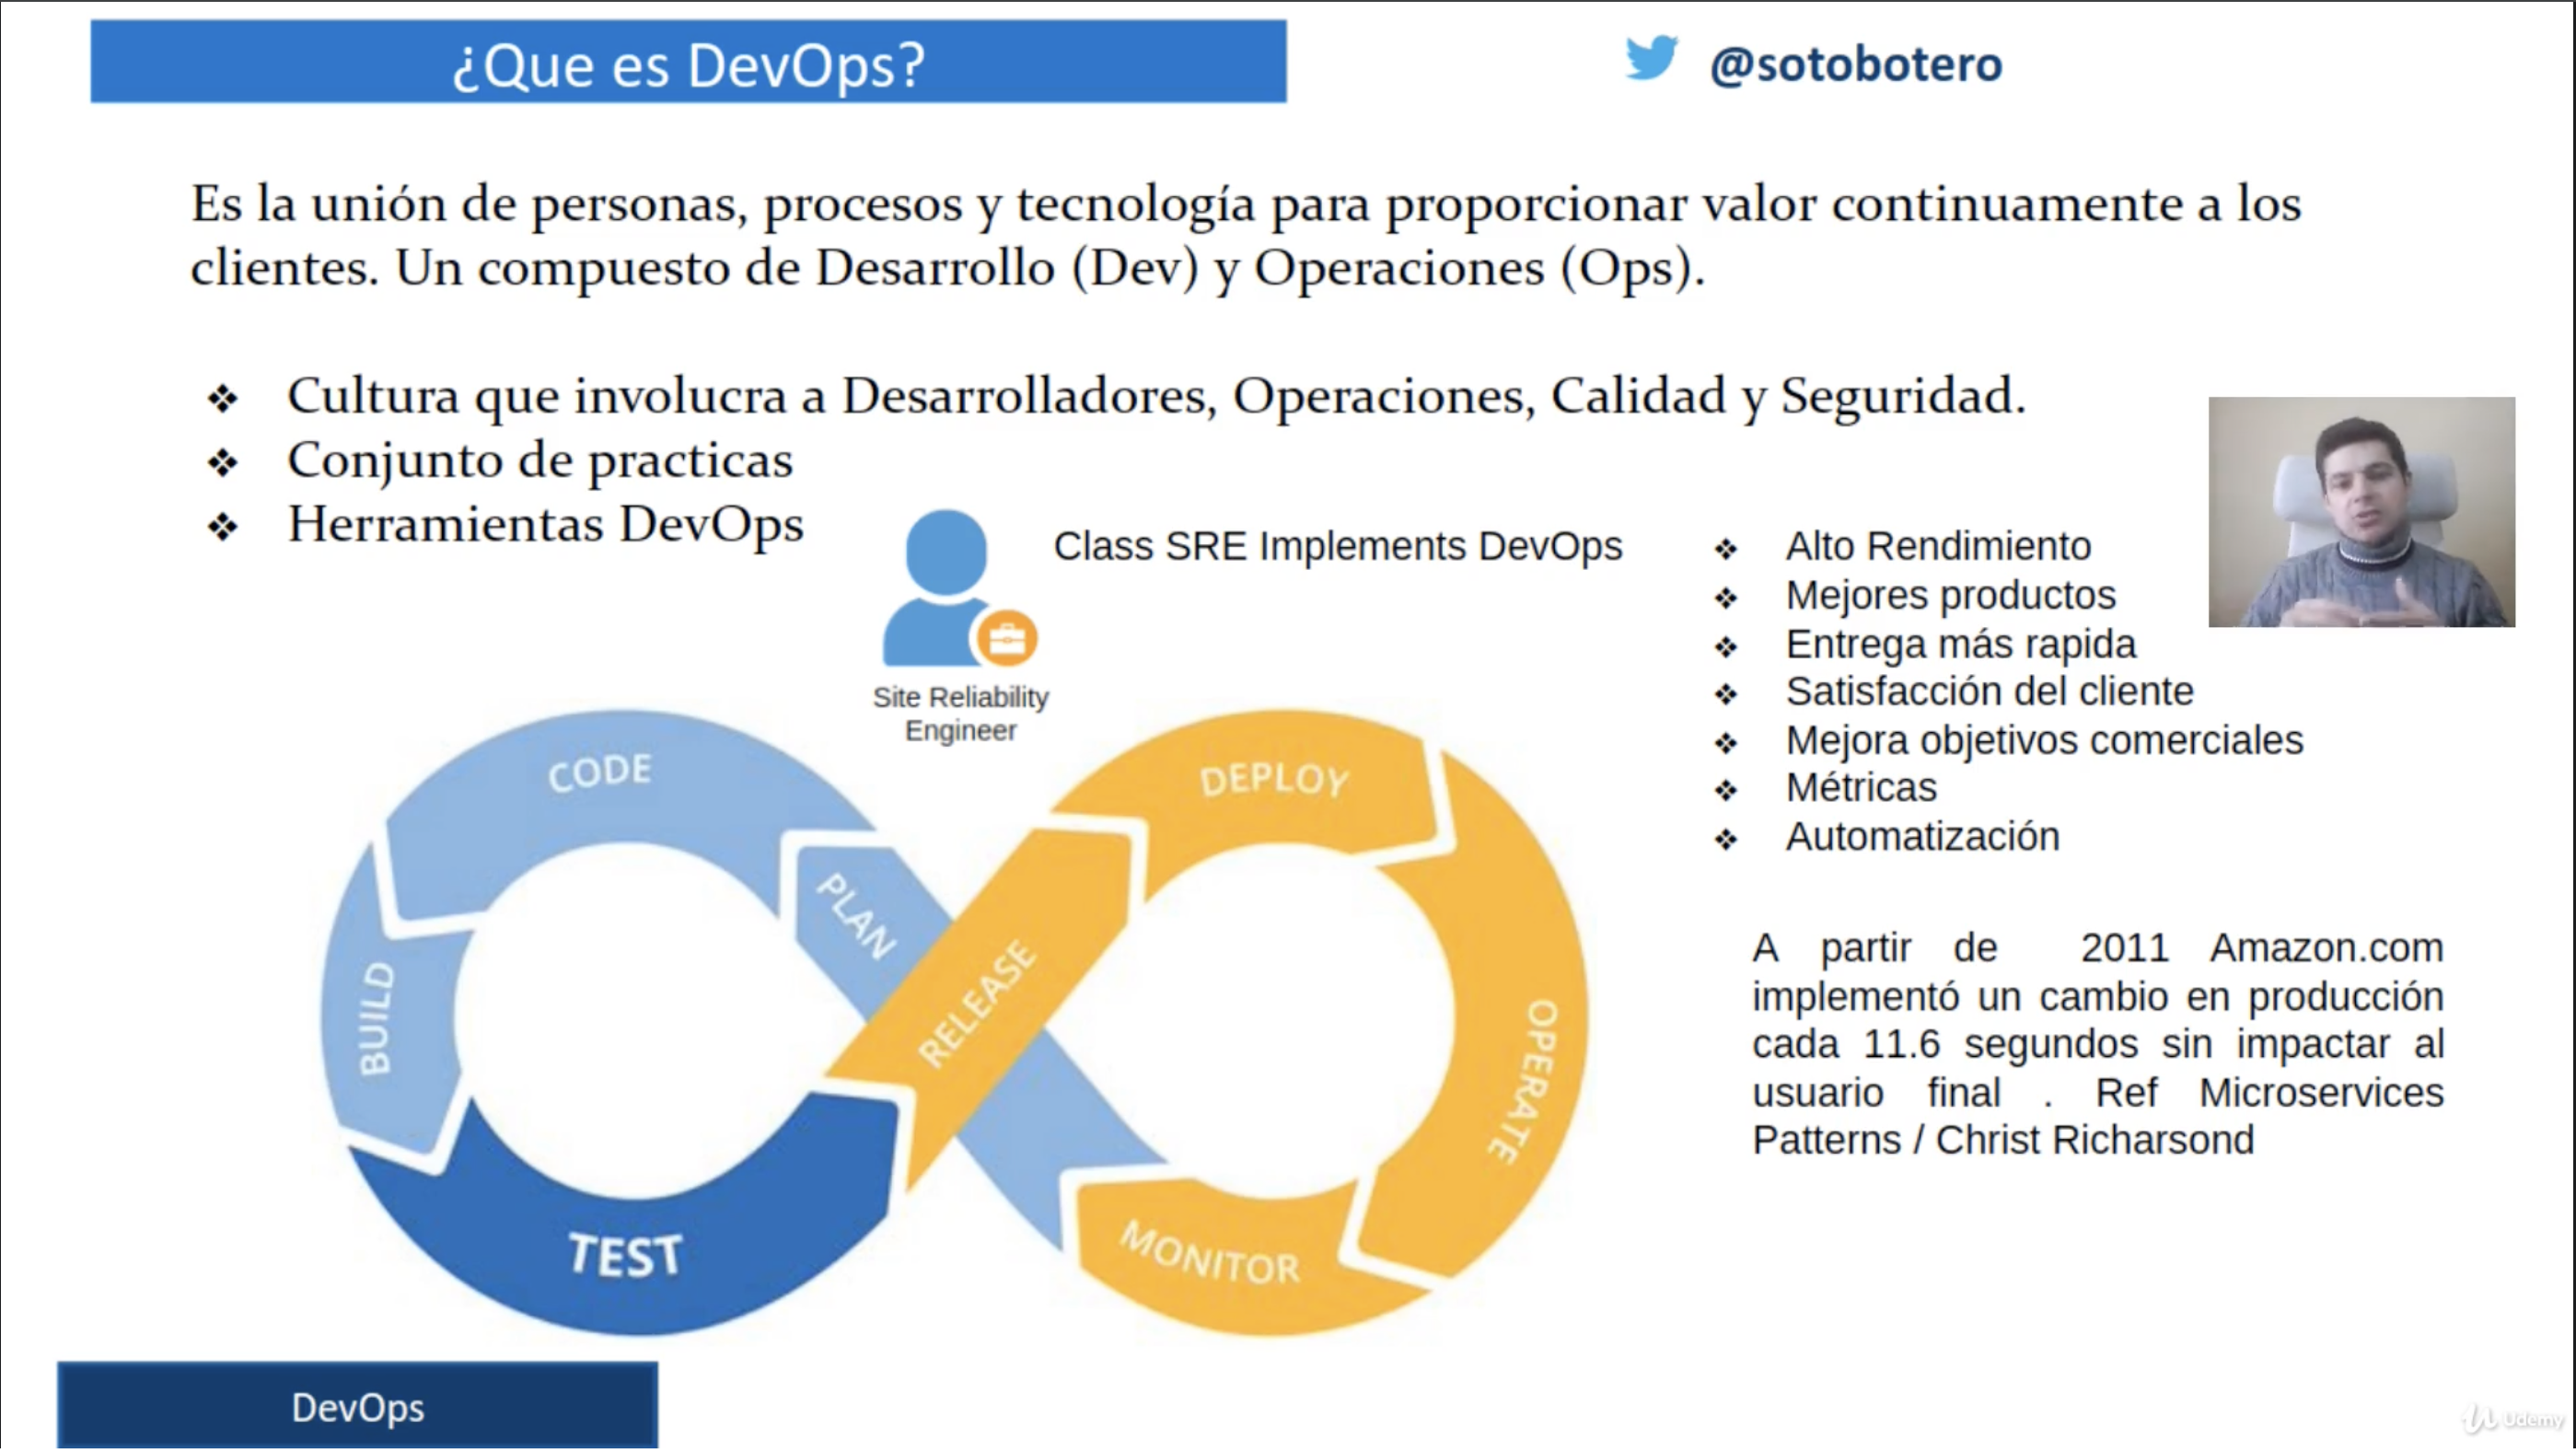 ¿Que es DevOps?
@sotobotero
Es la unión de personas, procesos y tecnología para proporcionar valor continuamente a los
clientes. Un compuesto de Desarrollo (Dev) y Operaciones (Ops).
❖ Cultura que involucra a Desarrolladores, Operaciones, Calidad y Seguridad.
❖ Conjunto de practicas
❖ Herramientas DevOps
Class SRE Implements DevOps
Site Reliability
Engineer
❖ Alto Rendimiento
❖ Mejores productos
❖ Entrega más rapida
❖ Satisfacción del cliente
❖ Mejora objetivos comerciales
❖ Métricas
❖ Automatización
CODE
PLAN
BUILD
TEST
RELEASE
DEPLOY
OPERATE
MONITOR
A partir de 2011 Amazon.com
implementó un cambio en producción
cada 11.6 segundos sin impactar al
usuario final . Ref Microservices
Patterns / Christ Richarsond
DevOps
Udemy